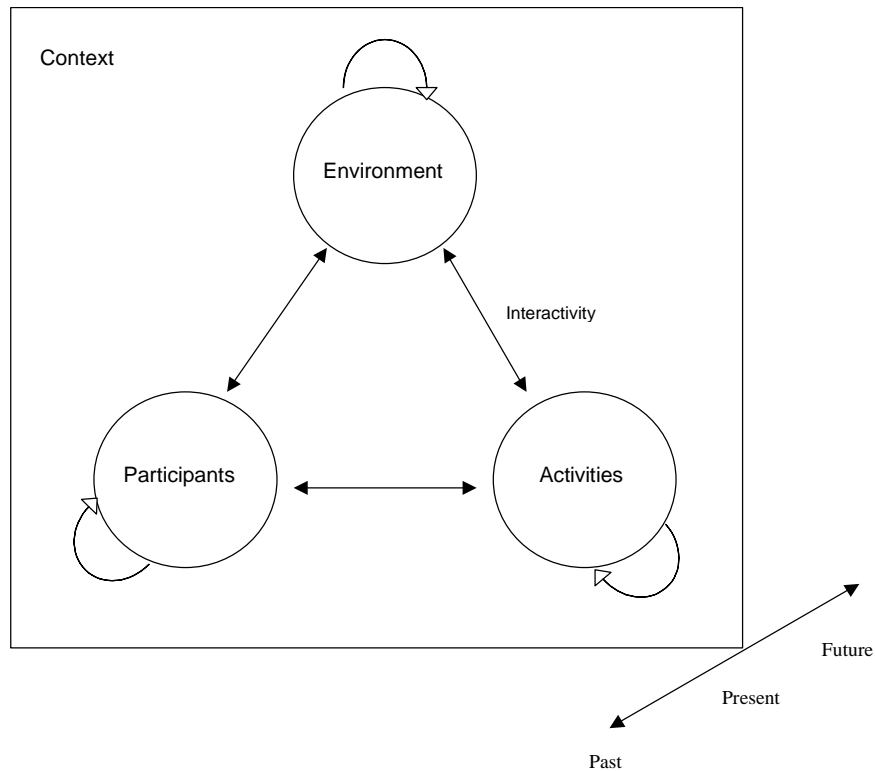 Context
Environment
Interactivity
Participants
Activities
Future
Present
Past